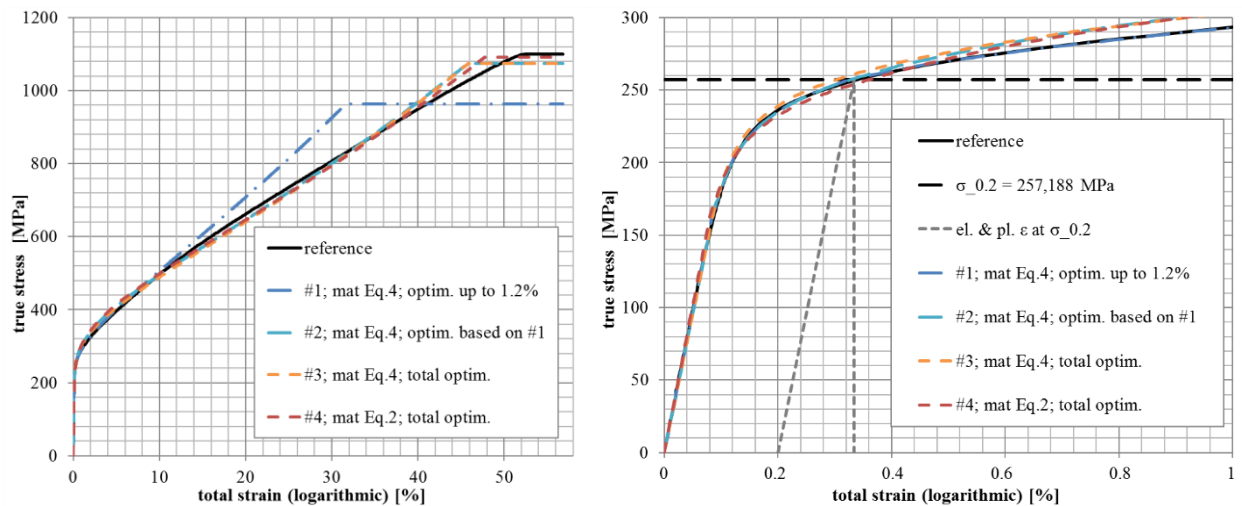 1200
1000
800
600
400
200
0
true stress [MPa]
reference
#1; mat Eq.4; optim. up to 1.2%
#2; mat Eq.4; optim. based on #1
#3; mat Eq.4; total optim.
#4; mat Eq.2; total optim.
0 10 20 30 40 50
total strain (logarithmic) [%]
300
250
200
150
100
50
0
true stress [MPa]
reference
σ_0.2 = 257,188 MPa
el. & pl. ε at σ_0.2
#1; mat Eq.4; optim. up to 1.2%
#2; mat Eq.4; optim. based on #1
#3; mat Eq.4; total optim.
#4; mat Eq.2; total optim.
0 0.2 0.4 0.6 0.8 1
total strain (logarithmic) [%]